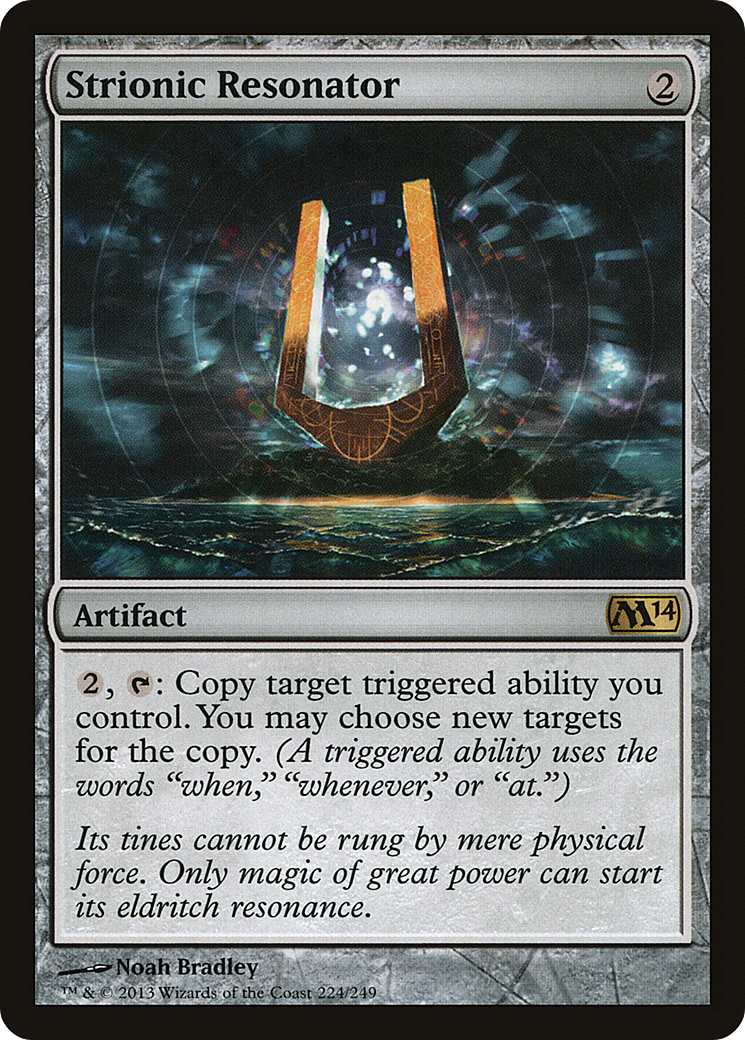 Strionic Resonator 2
Artifact M14
2, : Copy target triggered ability you
control. You may choose new targets
for the copy. (A triggered ability uses the
words “when,” “whenever,” or “at.”)
Its tines cannot be rung by mere physical
force. Only magic of great power can start
its eldritch resonance.
Noah Bradley
™ & © 2013 Wizards of the Coast 224/249